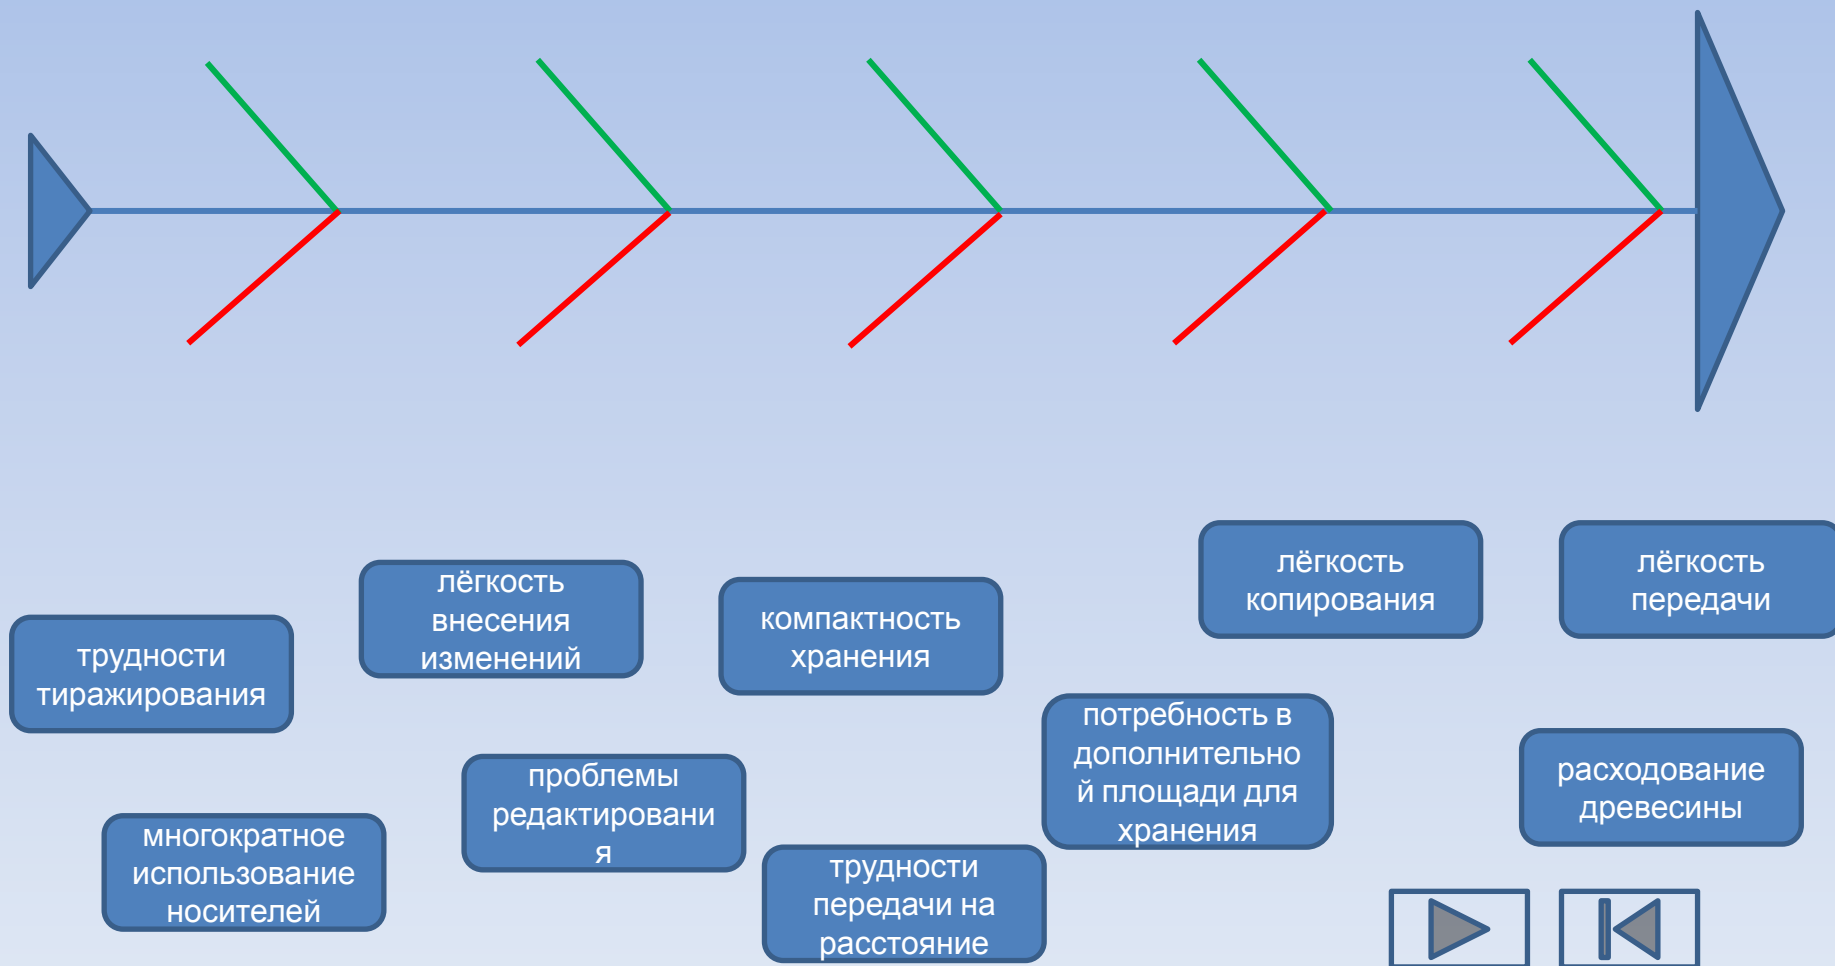 лёгкость
копирования
лёгкость
передачи
лёгкость
внесения
изменений
компактность
хранения
трудности
тиражирования
потребность в
дополнительно
й площади для
хранения
расходование
древесины
проблемы
редактировани
я
многократное
использование
носителей
трудности
передачи на
расстояние